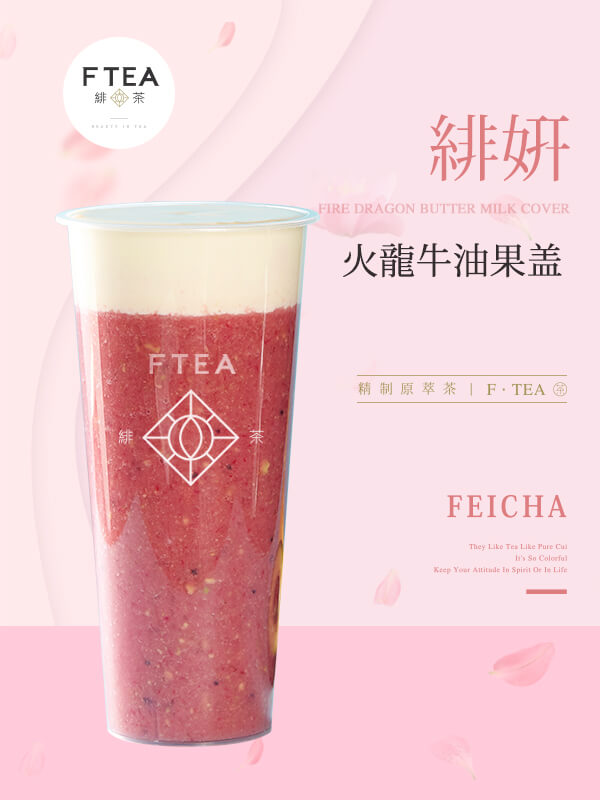 F TEA
緋 茶
BEAUTY IN TEA
緋妍
FIRE DRAGON BUTTER MILK COVER
火龍牛油果盖
精制原萃茶 | F · TEA 茶
FTEA
緋 茶
FEICHA
They Like Tea Like Pure Cui
It's So Colorful
Keep Your Attitude In Spirit Or In Life